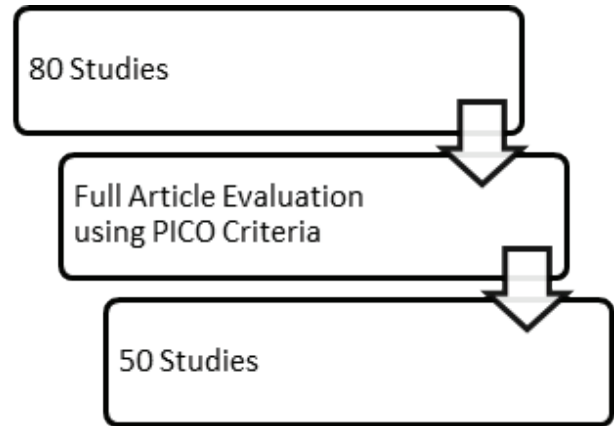 80 Studies
Full Article Evaluation
using PICO Criteria
50 Studies